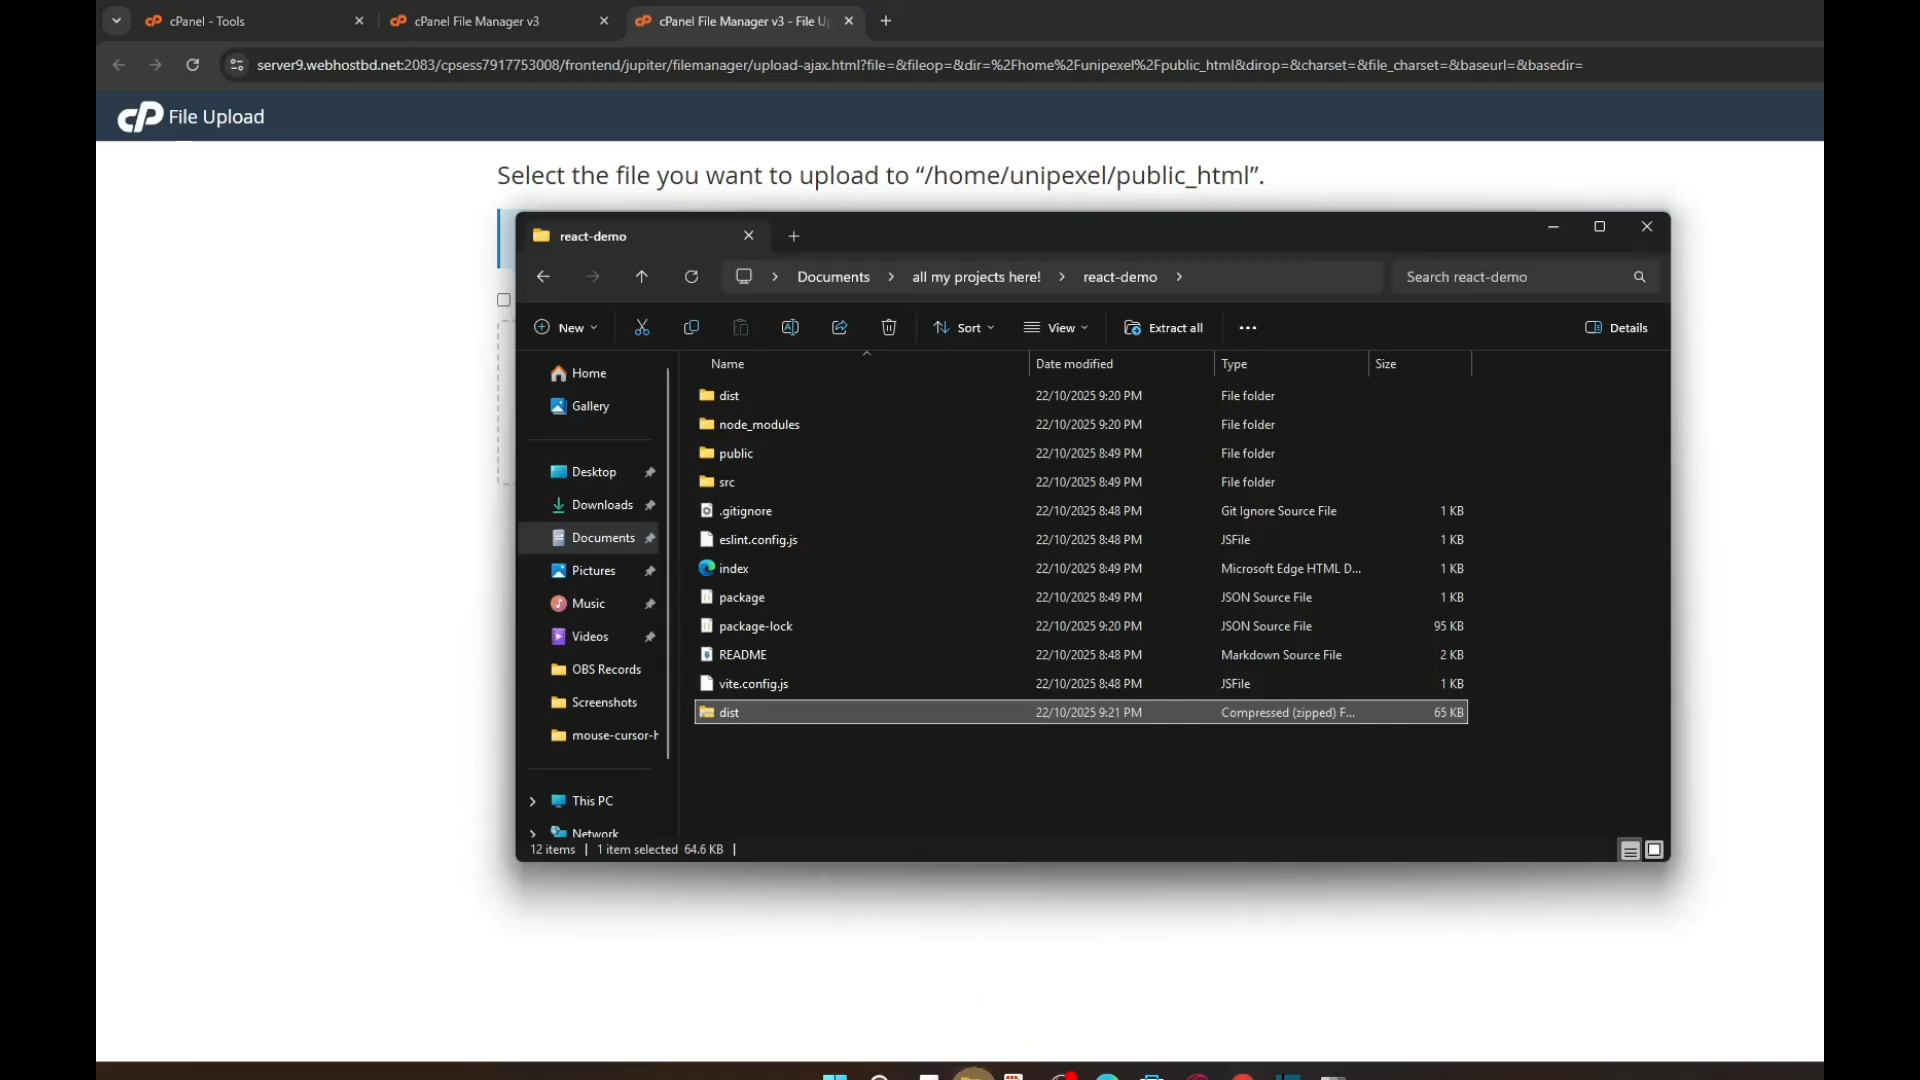 cPanel - Tools
cPanel File Manager v3
cPanel File Manager v3 - File U
server9.webhostbd.net:2083/cpsess7917753008/frontend/jupiter/filemanager/upload-ajax.html?file=&fileop=&dir=%2Fhome%2Funipexel%2Fpublic_html&dirop=&charset=&file_charset=&baseurl=&basedir=
cP File Upload
Select the file you want to upload to “/home/unipexel/public_html”.
react-demo
Documents > all my projects here! > react-demo >
Search react-demo
New
Sort
View
Extract all
Details
Name Date modified Type Size
Home
Gallery
Desktop
Downloads
Documents
Pictures
Music
Videos
OBS Records
Screenshots
mouse-cursor-h
This PC
Network
dist 22/10/2025 9:20 PM File folder
node_modules 22/10/2025 9:20 PM File folder
public 22/10/2025 8:49 PM File folder
src 22/10/2025 8:49 PM File folder
.gitignore 22/10/2025 8:48 PM Git Ignore Source File 1 KB
eslint.config.js 22/10/2025 8:48 PM JSFile 1 KB
index 22/10/2025 8:49 PM Microsoft Edge HTML D... 1 KB
package 22/10/2025 8:49 PM JSON Source File 1 KB
package-lock 22/10/2025 9:20 PM JSON Source File 95 KB
README 22/10/2025 8:48 PM Markdown Source File 2 KB
vite.config.js 22/10/2025 8:48 PM JSFile 1 KB
dist 22/10/2025 9:21 PM Compressed (zipped) F... 65 KB
12 items | 1 item selected 64.6 KB |